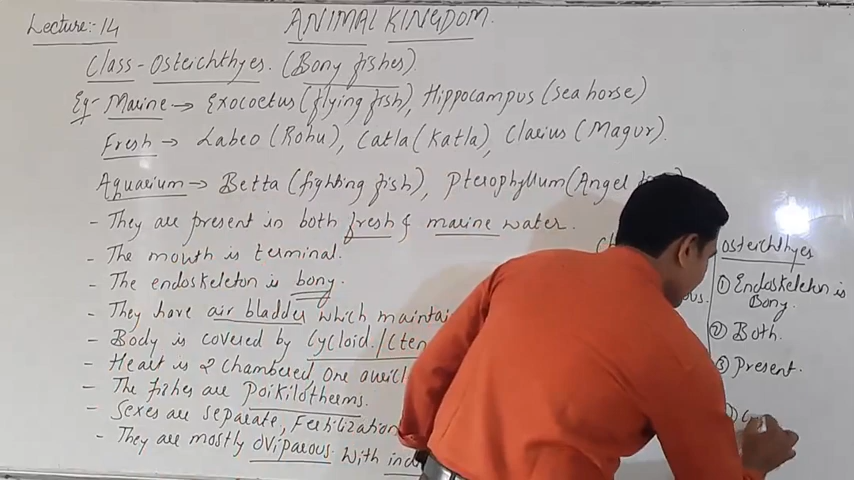 Lecture:- 14
ANIMAL KINGDOM.
Class- Osteichthyes. (Bony fishes).
Eg- Marine → Exocoetus (flying fish), Hippocampus (sea horse)
Fresh → Labeo (Rohu), Catla (Katla), Clarius (Magur).
Aquarium → Betta (fighting fish), Pterophyllum (Angel
- They are present in both fresh & marine water.
- The mouth is terminal.
- The endoskeleton is bony.
- They have air bladder which maintai
- Body is covered by Cycloid /Cten
- Heart is 2 chambered, one auricl
- The fishes are Poikilotherms.
- Sexes are separate, Fertilization
- They are mostly oviparous with ind
Osteichthyes
① Endoskeleton is Bony.
② Both.
③ Present.